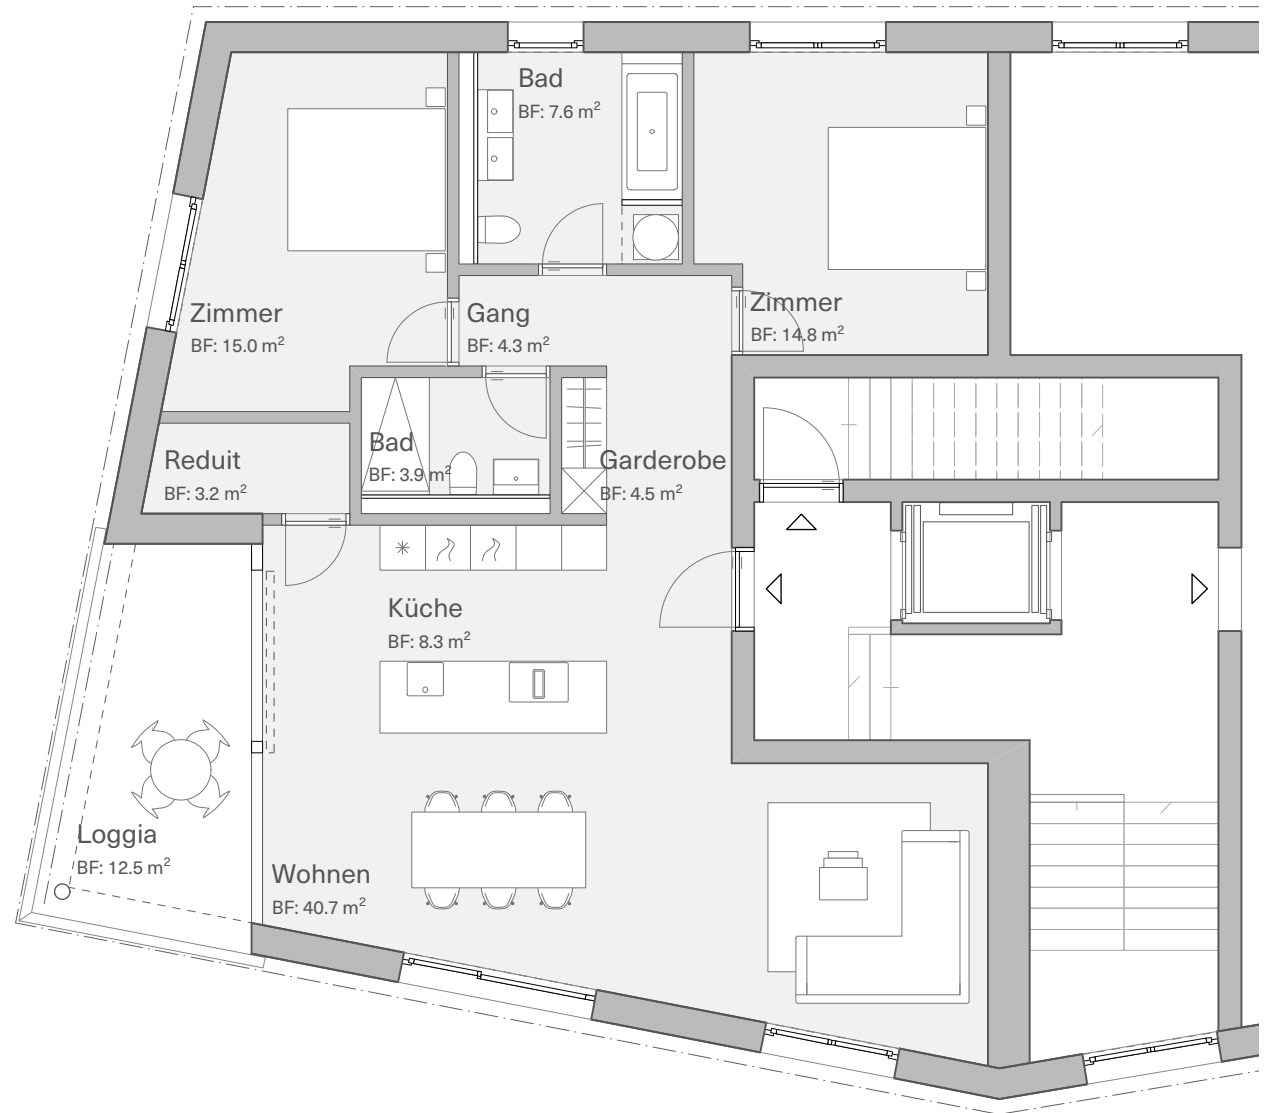 Bad
BF: 7.6 m²
Zimmer
BF: 15.0 m²
Gang
BF: 4.3 m²
Zimmer
BF: 14.8 m²
Reduit
BF: 3.2 m²
Bad
BF: 3.9 m²
Garderobe
BF: 4.5 m²
Küche
BF: 8.3 m²
Loggia
BF: 12.5 m²
Wohnen
BF: 40.7 m²